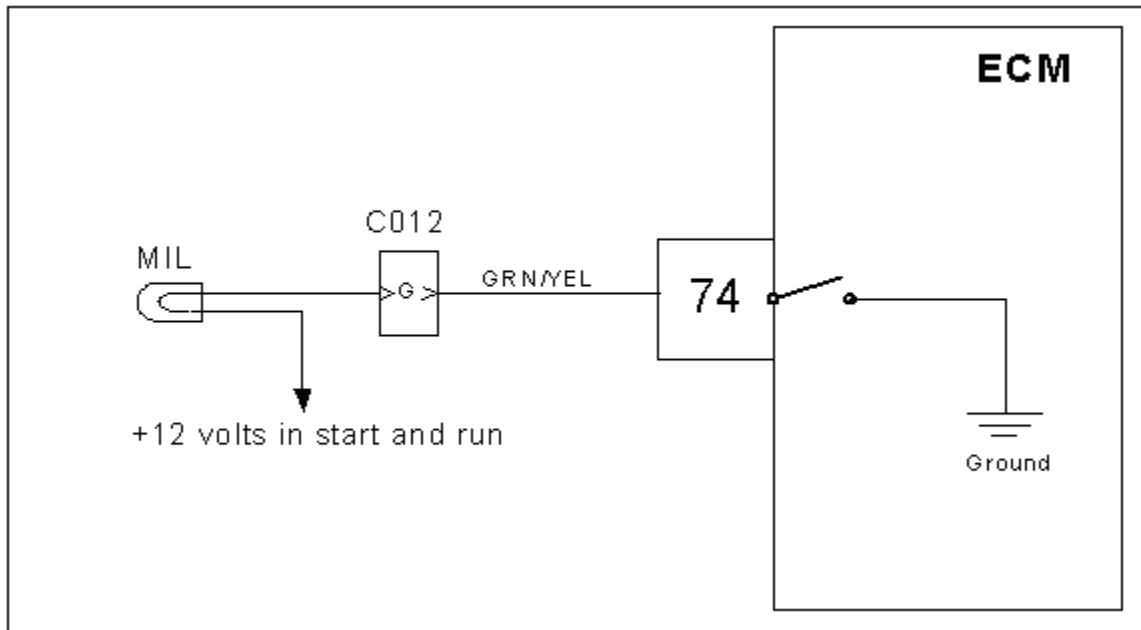 ECM
C012
MIL
G
GRN/YEL
74
+12 volts in start and run
Ground